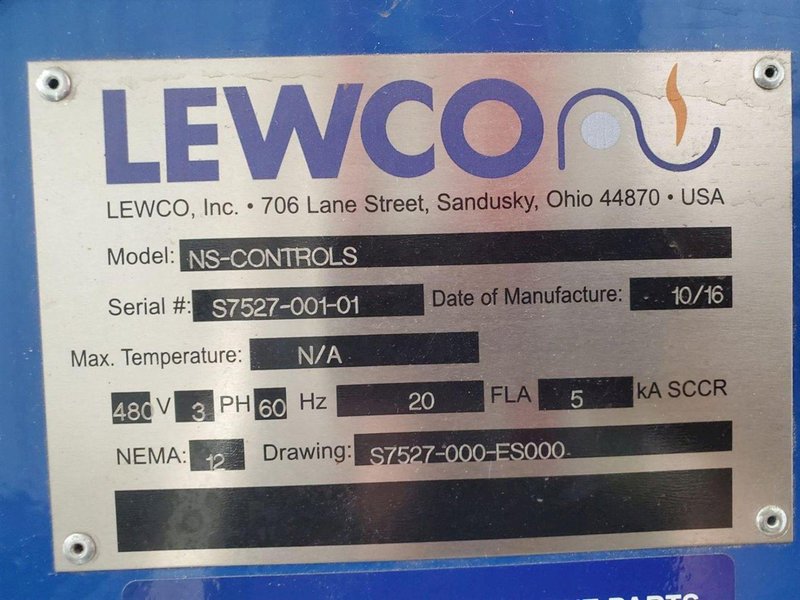 LEWCO
LEWCO, Inc. • 706 Lane Street, Sandusky, Ohio 44870 • USA
Model: NS-CONTROLS
Serial #: S7527-001-01 Date of Manufacture: 10/16
Max. Temperature: N/A
480 V 3 PH 60 Hz 20 FLA 5 kA SCCR
NEMA: 12 Drawing: S7527-000-ES000
PARTS